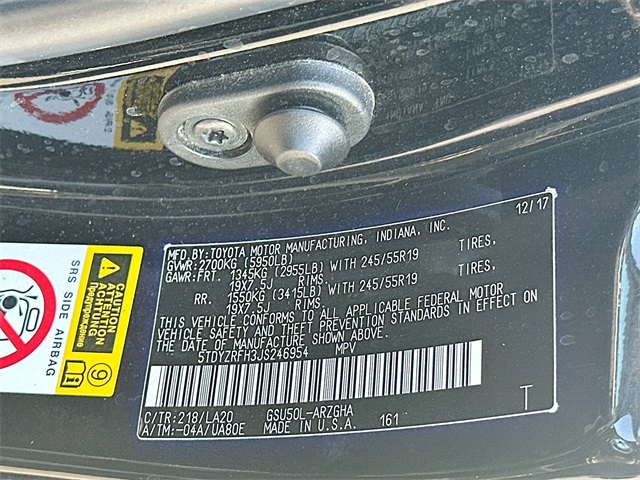 12/17
MFD.BY:TOYOTA MOTOR MANUFACTURING, INDIANA, INC.
GVWR:2700KG (5950LB)
GAWR:FRT. 1345KG (2955LB) WITH 245/55R19 TIRES,
19X7.5J RIMS,
RR. 1550KG (3415LB) WITH 245/55R19 TIRES,
19X7.5J RIMS,
THIS VEHICLE CONFORMS TO ALL APPLICABLE FEDERAL MOTOR
VEHICLE SAFETY AND THEFT PREVENTION STANDARDS IN EFFECT ON
THE DATE OF MANUFACTURE SHOWN ABOVE.
5TDYZRFH3JS246954 MPV
C/TR:218/LA20 GSU50L-ARZGHA T
A/TM:-04A/UA80E MADE IN U.S.A. 161
SRS SIDE AIRBAG
CAUTION
ACHTUNG
ATTENTION
Предупреждение
9